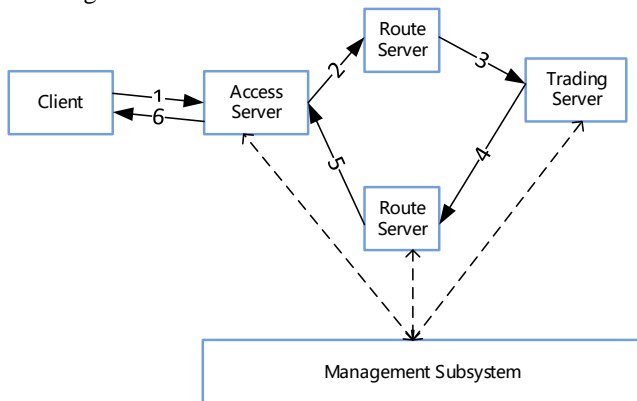 Route
Server
Client
1
6
Access
Server
2
3
Trading
Server
5
4
Route
Server
Management Subsystem